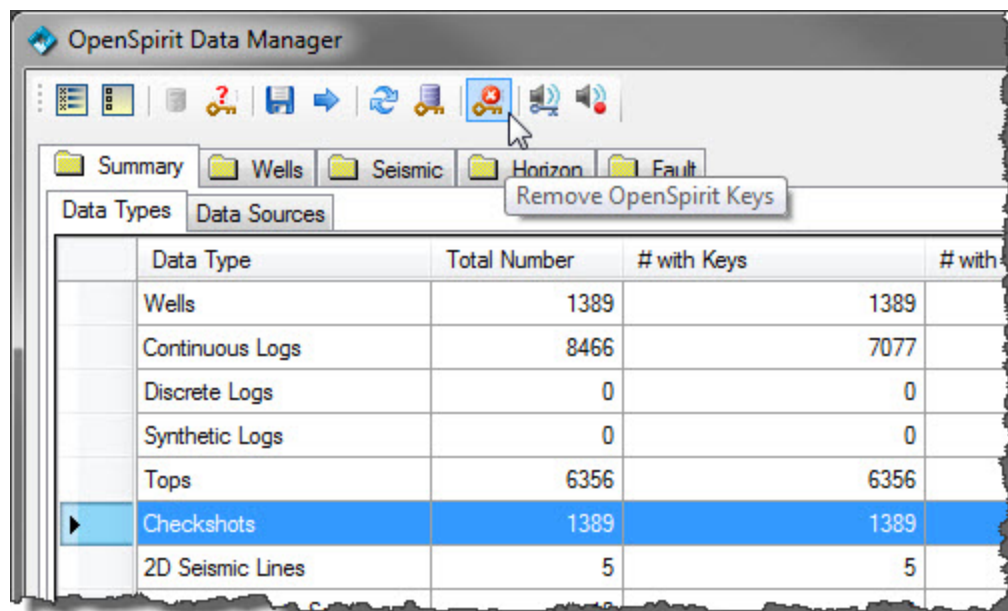 OpenSpirit Data Manager
Summary Wells Seismic Horizon Fault
Remove OpenSpirit Keys
Data Types Data Sources
Data Type Total Number # with Keys # with
Wells 1389 1389
Continuous Logs 8466 7077
Discrete Logs 0 0
Synthetic Logs 0 0
Tops 6356 6356
Checkshots 1389 1389
2D Seismic Lines 5 5